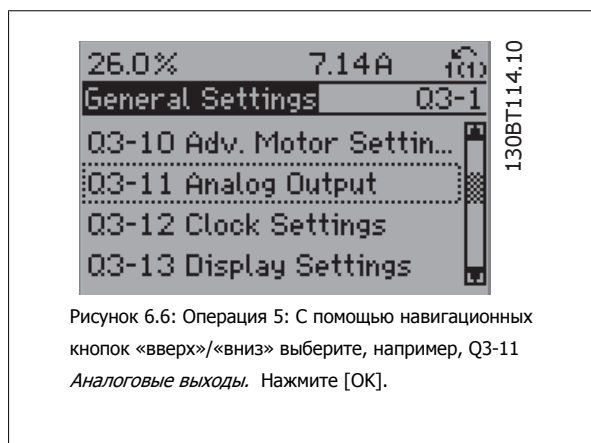 26.0% 7.14A 1(1)
General Settings Q3-1
Q3-10 Adv. Motor Settin...
Q3-11 Analog Output
Q3-12 Clock Settings
Q3-13 Display Settings
130BT114.10
Рисунок 6.6: Операция 5: С помощью навигационных
кнопок «вверх»/«вниз» выберите, например, Q3-11
Аналоговые выходы. Нажмите [OK].